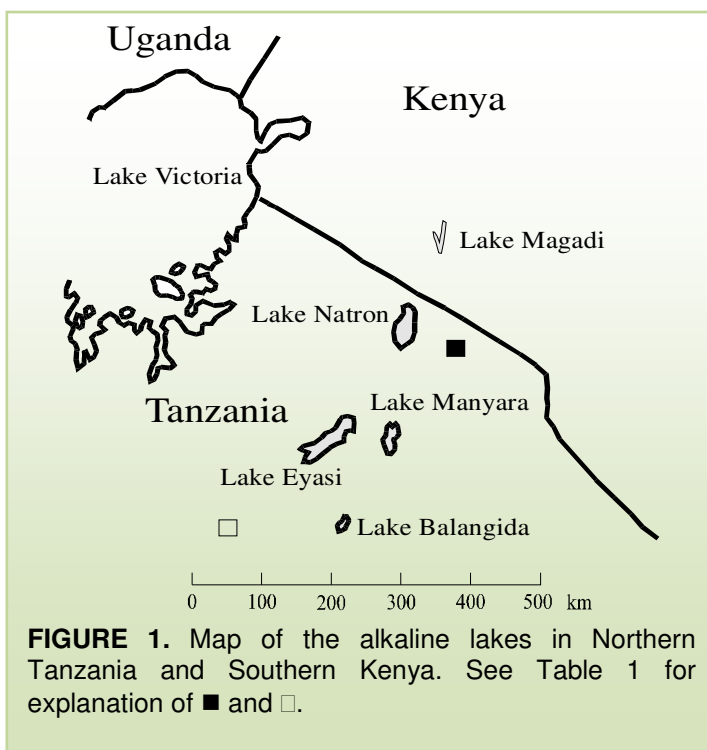 Uganda
Kenya
Lake Victoria
Lake Magadi
Lake Natron
Lake Manyara
Tanzania
Lake Eyasi
Lake Balangida
0 100 200 300 400 500 km
FIGURE 1. Map of the alkaline lakes in Northern
Tanzania and Southern Kenya. See Table 1 for
explanation of ■ and □.